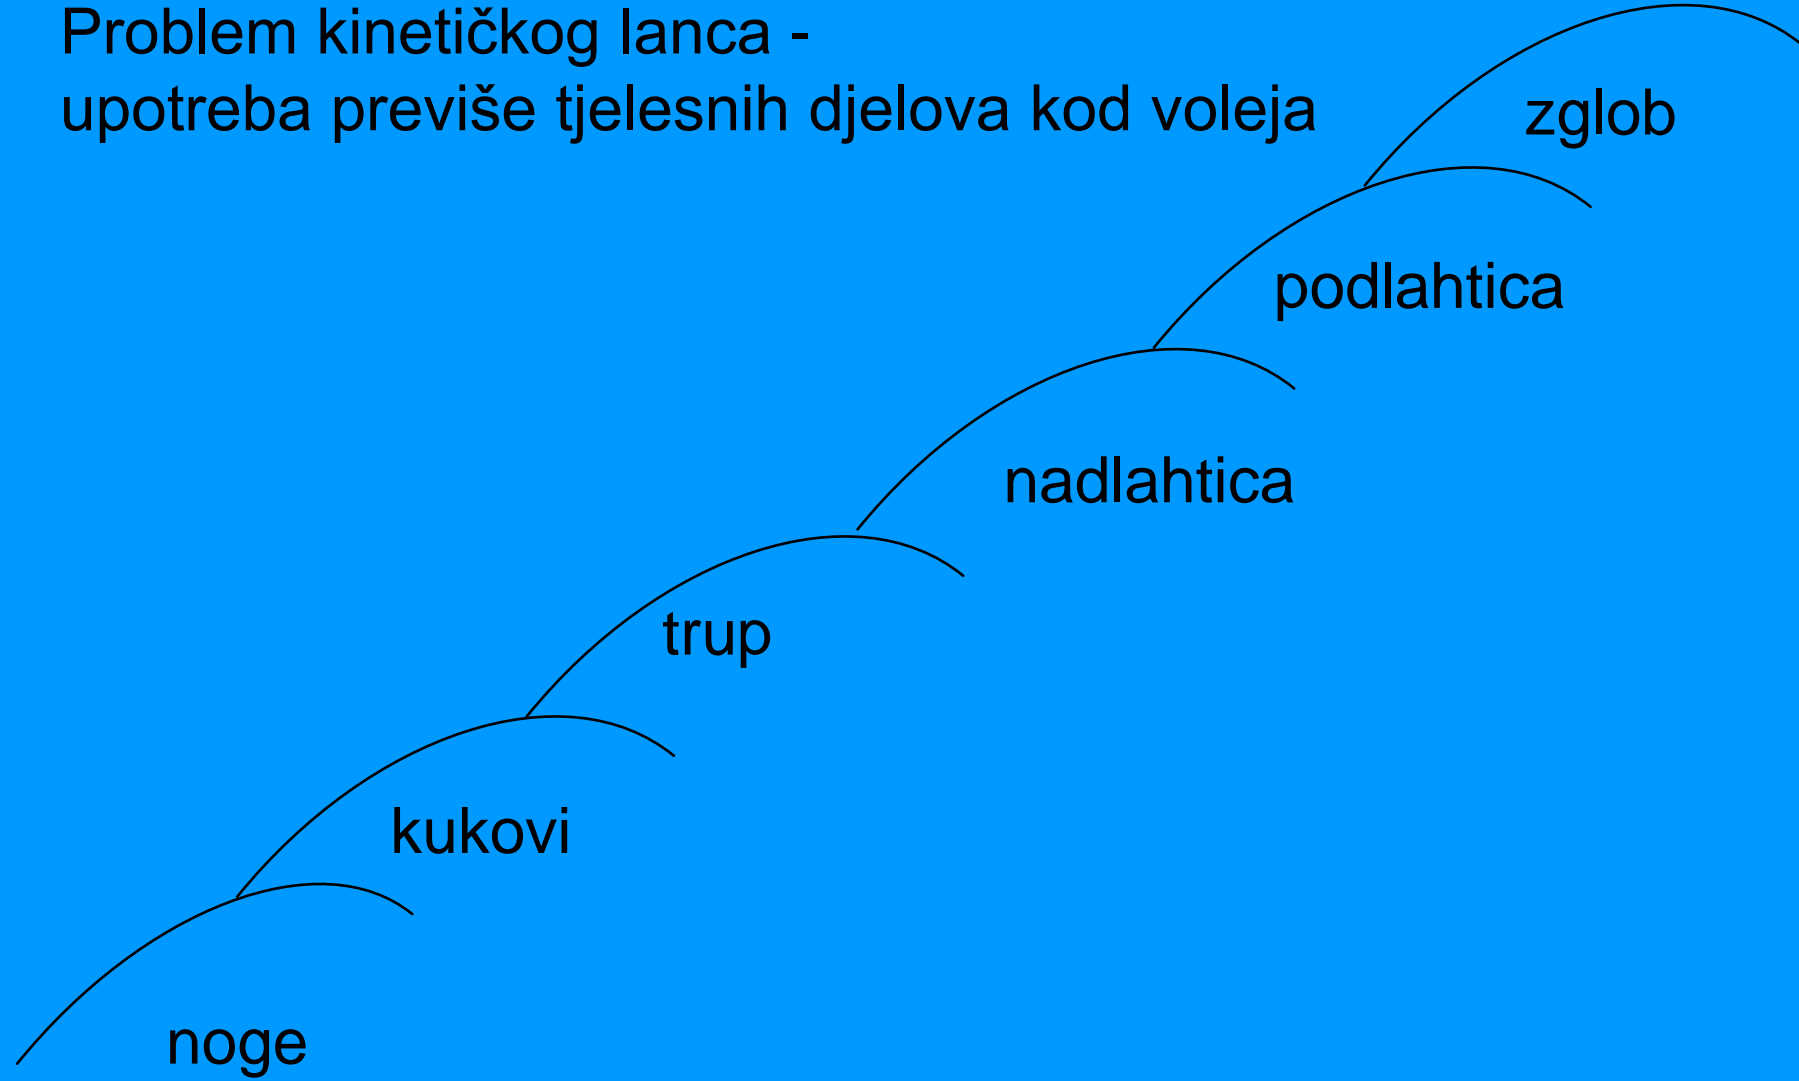 Problem kinetičkog lanca -
upotreba previše tjelesnih djelova kod voleja
zglob
podlahtica
nadlahtica
trup
kukovi
noge